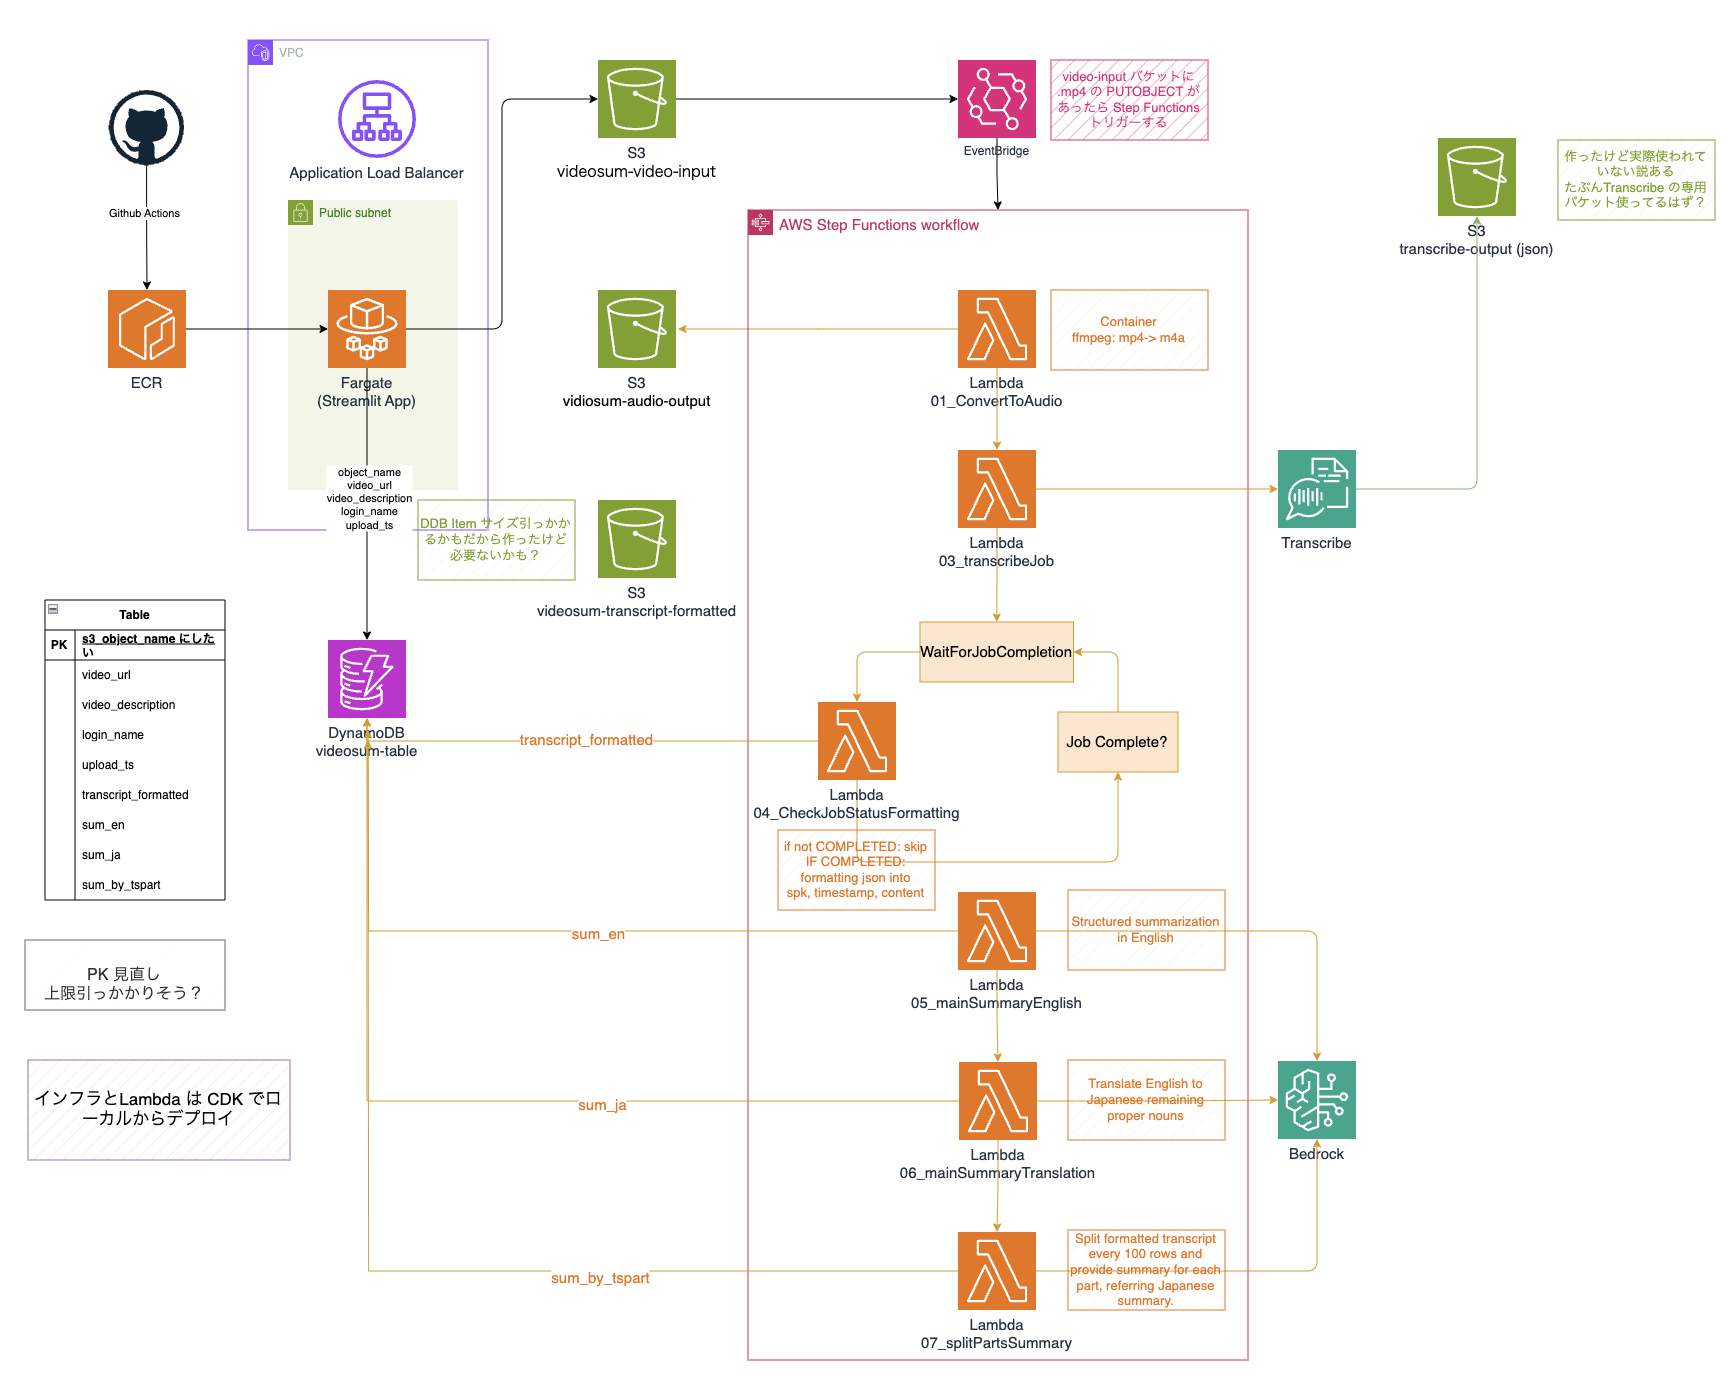 VPC
Application Load Balancer
Public subnet
Github Actions
ECR
Fargate
(Streamlit App)
object_name
video_url
video_description
login_name
upload_ts
S3
videosum-video-input
EventBridge
video-input バケットに
.mp4 の PUTOBJECT が
あったら Step Functions
トリガーする
S3
transcribe-output (json)
作ったけど実際使われて
いない説ある
たぶんTranscribe の専用
バケット使ってるはず？
AWS Step Functions workflow
S3
vidiosum-audio-output
Lambda
01_ConvertToAudio
Container
ffmpeg: mp4-> m4a
Lambda
03_transcribeJob
Transcribe
DDB Item サイズ引っかか
るかもだから作ったけど
必要ないかも？
S3
videosum-transcript-formatted
WaitForJobCompletion
Job Complete?
DynamoDB
videosum-table
transcript_formatted
Lambda
04_CheckJobStatusFormatting
if not COMPLETED: skip
IF COMPLETED:
formatting json into
spk, timestamp, content
Table
PK
s3_object_name にした
い
video_url
video_description
login_name
upload_ts
transcript_formatted
sum_en
sum_ja
sum_by_tspart
PK 見直し
上限引っかかりそう？
インフラとLambda は CDK でロ
ーカルからデプロイ
sum_en
Lambda
05_mainSummaryEnglish
Structured summarization
in English
sum_ja
Lambda
06_mainSummaryTranslation
Translate English to
Japanese remaining
proper nouns
Bedrock
sum_by_tspart
Lambda
07_splitPartsSummary
Split formatted transcript
every 100 rows and
provide summary for each
part, referring Japanese
summary.